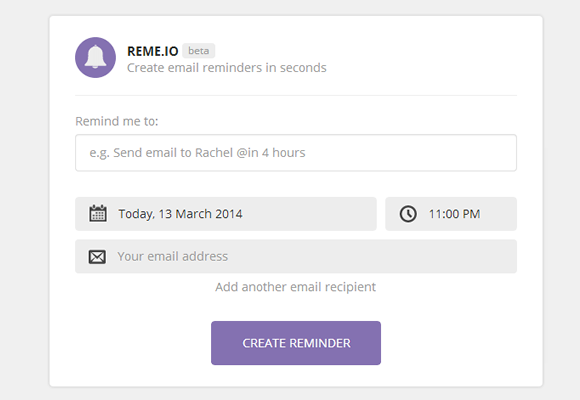 REME.IO beta
Create email reminders in seconds
Remind me to:
e.g. Send email to Rachel @in 4 hours
Today, 13 March 2014 11:00 PM
Your email address
Add another email recipient
CREATE REMINDER